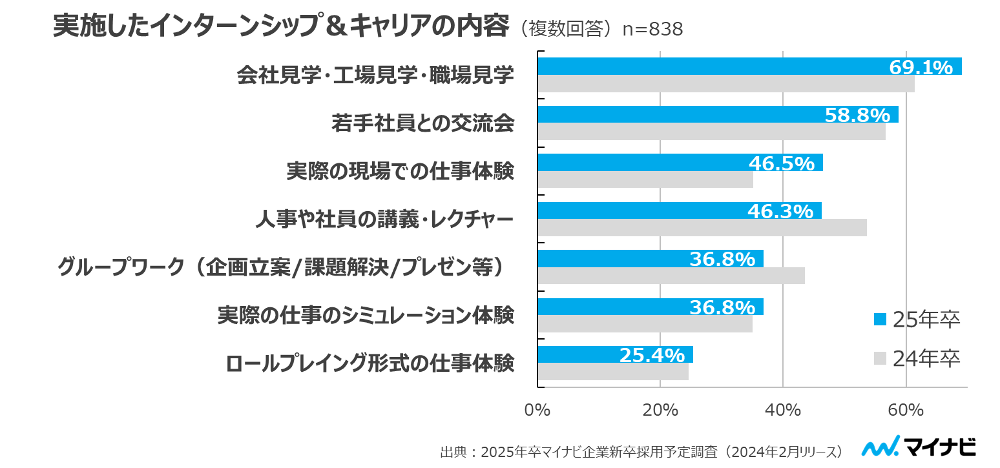 実施したインターンシップ＆キャリアの内容（複数回答）n=838
会社見学・工場見学・職場見学
69.1%
若手社員との交流会
58.8%
実際の現場での仕事体験
46.5%
人事や社員の講義・レクチャー
46.3%
グループワーク（企画立案/課題解決/プレゼン等）
36.8%
実際の仕事のシミュレーション体験
36.8%
ロールプレイング形式の仕事体験
25.4%
25年卒
24年卒
0% 20% 40% 60%
出典：2025年卒マイナビ企業新卒採用予定調査（2024年2月リリース）
マイナビ